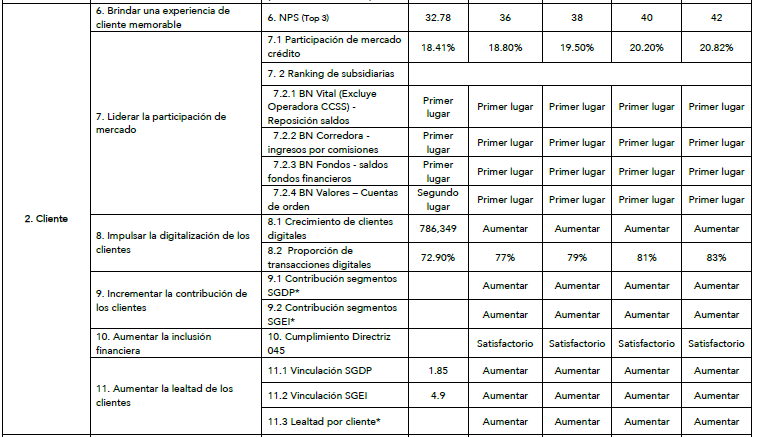 6. Brindar una experiencia de
cliente memorable
6. NPS (Top 3)
32.78
36
38
40
42
2. Cliente
7. Liderar la participación de
mercado
7.1 Participación de mercado
crédito
18.41%
18.80%
19.50%
20.20%
20.82%
7. 2 Ranking de subsidiarias
7.2.1 BN Vital (Excluye
Operadora CCSS) -
Reposición saldos
Primer
lugar
Primer lugar
Primer lugar
Primer lugar
Primer lugar
7.2.2 BN Corredora -
ingresos por comisiones
Primer
lugar
Primer lugar
Primer lugar
Primer lugar
Primer lugar
7.2.3 BN Fondos - saldos
fondos financieros
Primer
lugar
Primer lugar
Primer lugar
Primer lugar
Primer lugar
7.2.4 BN Valores – Cuentas
de orden
Segundo
lugar
Primer lugar
Primer lugar
Primer lugar
Primer lugar
8. Impulsar la digitalización de los
clientes
8.1 Crecimiento de clientes
digitales
786,349
Aumentar
Aumentar
Aumentar
Aumentar
8.2 Proporción de
transacciones digitales
72.90%
77%
79%
81%
83%
9. Incrementar la contribución de
los clientes
9.1 Contribución segmentos
SGDP*
Aumentar
Aumentar
Aumentar
Aumentar
9.2 Contribución segmentos
SGEI*
Aumentar
Aumentar
Aumentar
Aumentar
10. Aumentar la inclusión
financiera
10. Cumplimiento Directriz
045
Satisfactorio
Satisfactorio
Satisfactorio
Satisfactorio
11. Aumentar la lealtad de los
clientes
11.1 Vinculación SGDP
1.85
Aumentar
Aumentar
Aumentar
Aumentar
11.2 Vinculación SGEI
4.9
Aumentar
Aumentar
Aumentar
Aumentar
11.3 Lealtad por cliente*
Aumentar
Aumentar
Aumentar
Aumentar